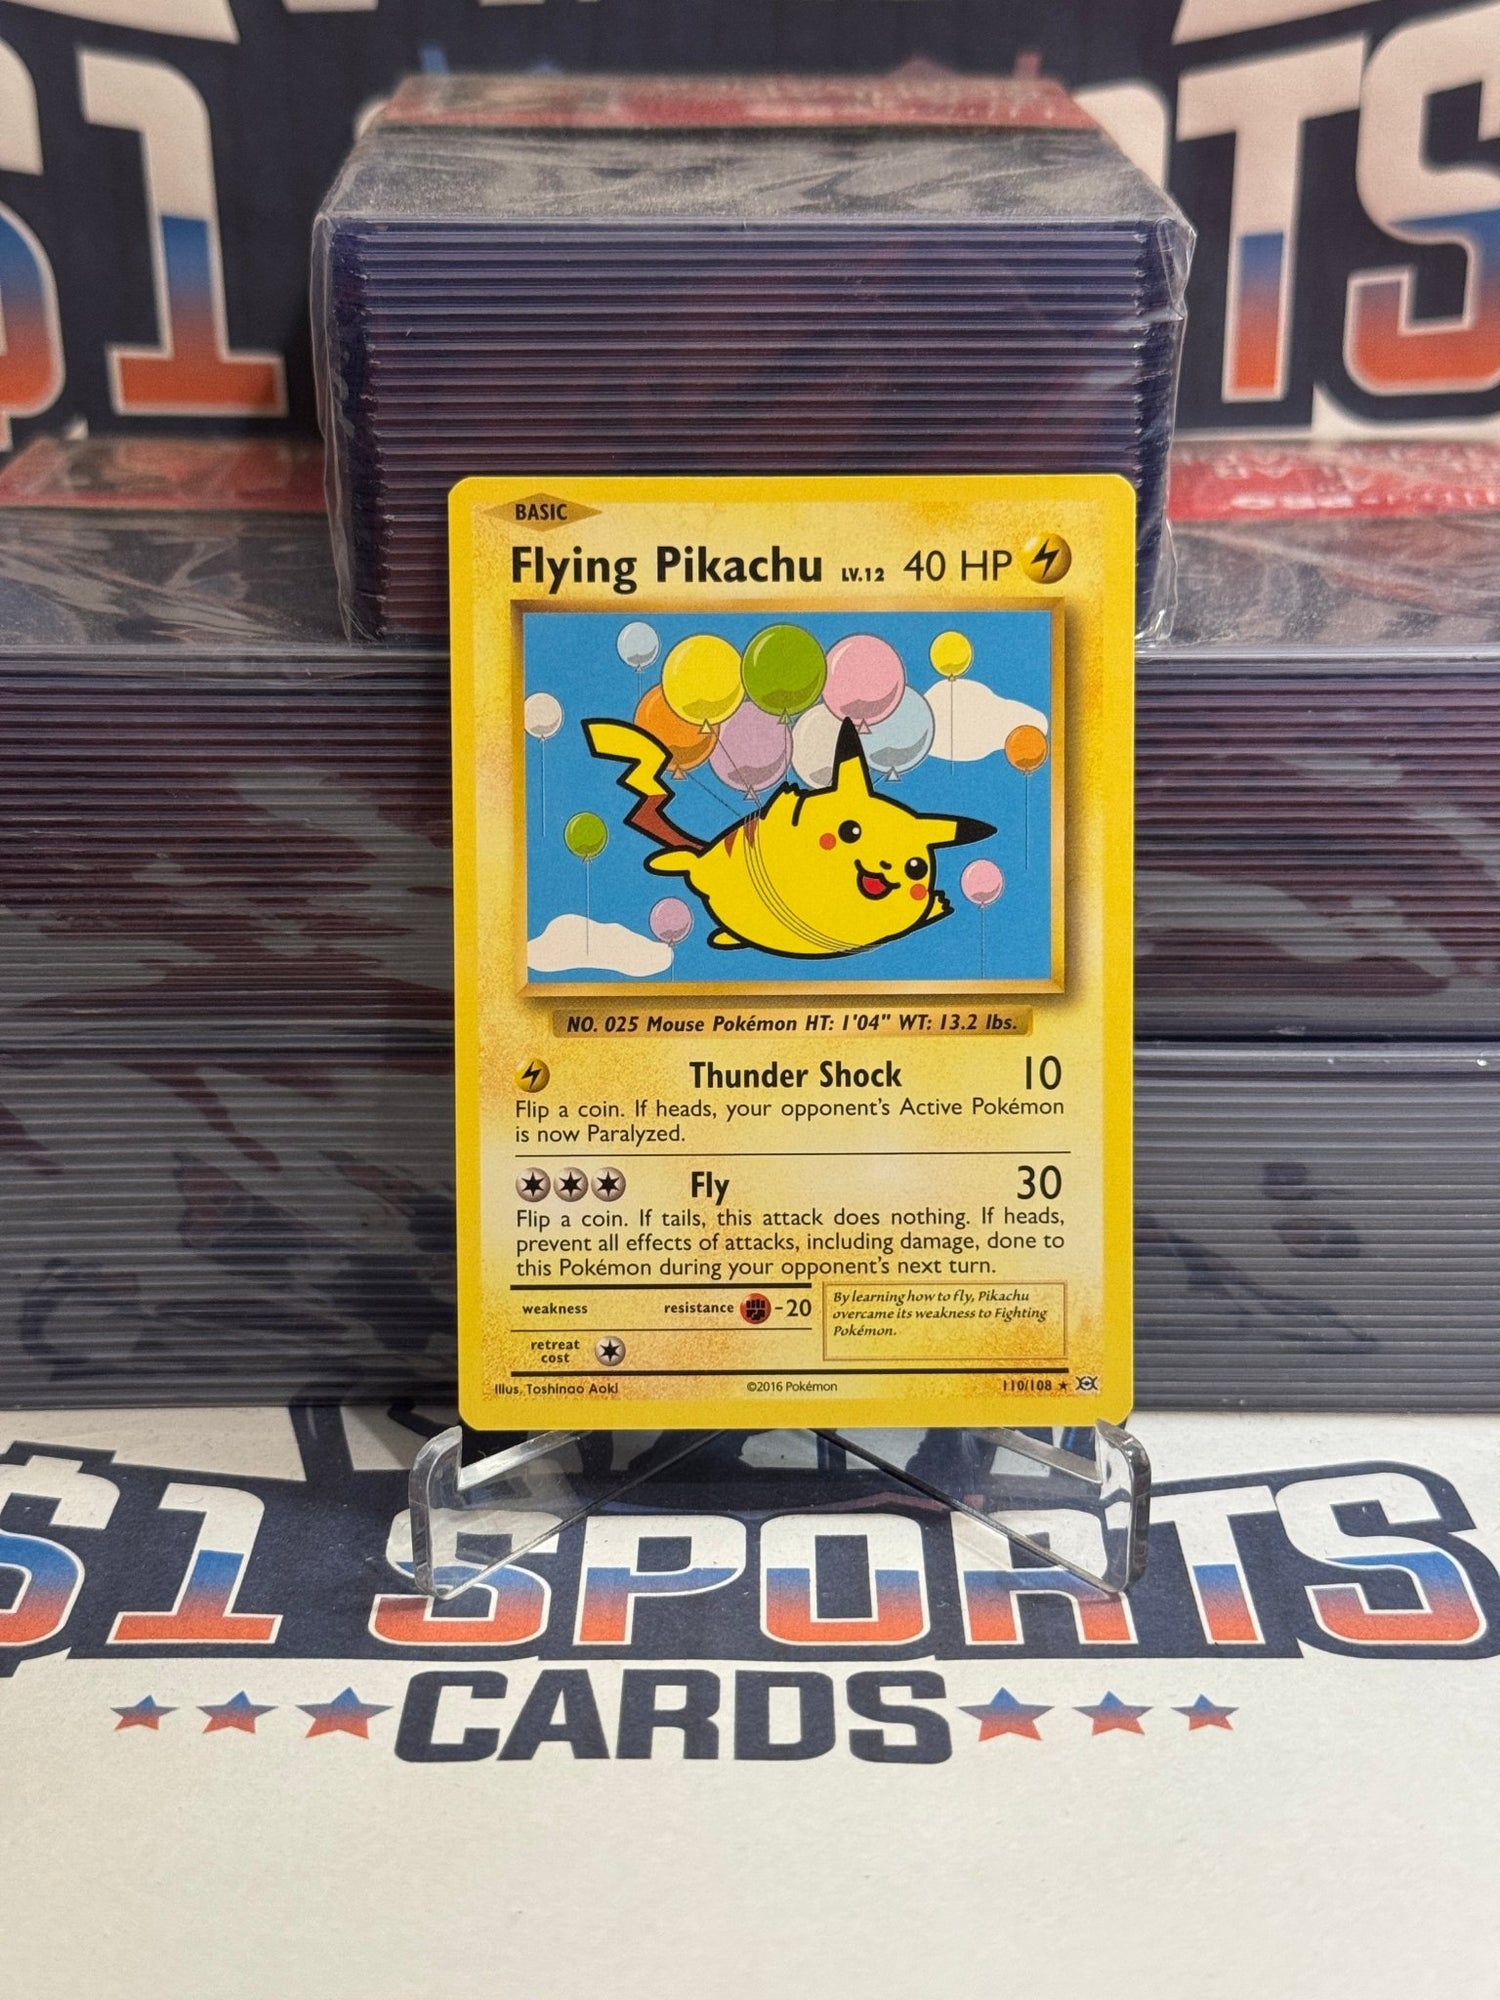 $1
RTS
BASIC
Flying Pikachu LV.12 40 HP
NO. 025 Mouse Pokémon HT: 1'04" WT: 13.2 lbs.
Thunder Shock 10
Flip a coin. If heads, your opponent's Active Pokémon
is now Paralyzed.
Fly 30
Flip a coin. If tails, this attack does nothing. If heads,
prevent all effects of attacks, including damage, done to
this Pokémon during your opponent's next turn.
weakness resistance -20
By learning how to fly, Pikachu
overcame its weakness to Fighting
Pokémon.
retreat
cost
Illus. Toshinao Aoki ©2016 Pokémon 110/108 ★
$1 SPORTS
CARDS